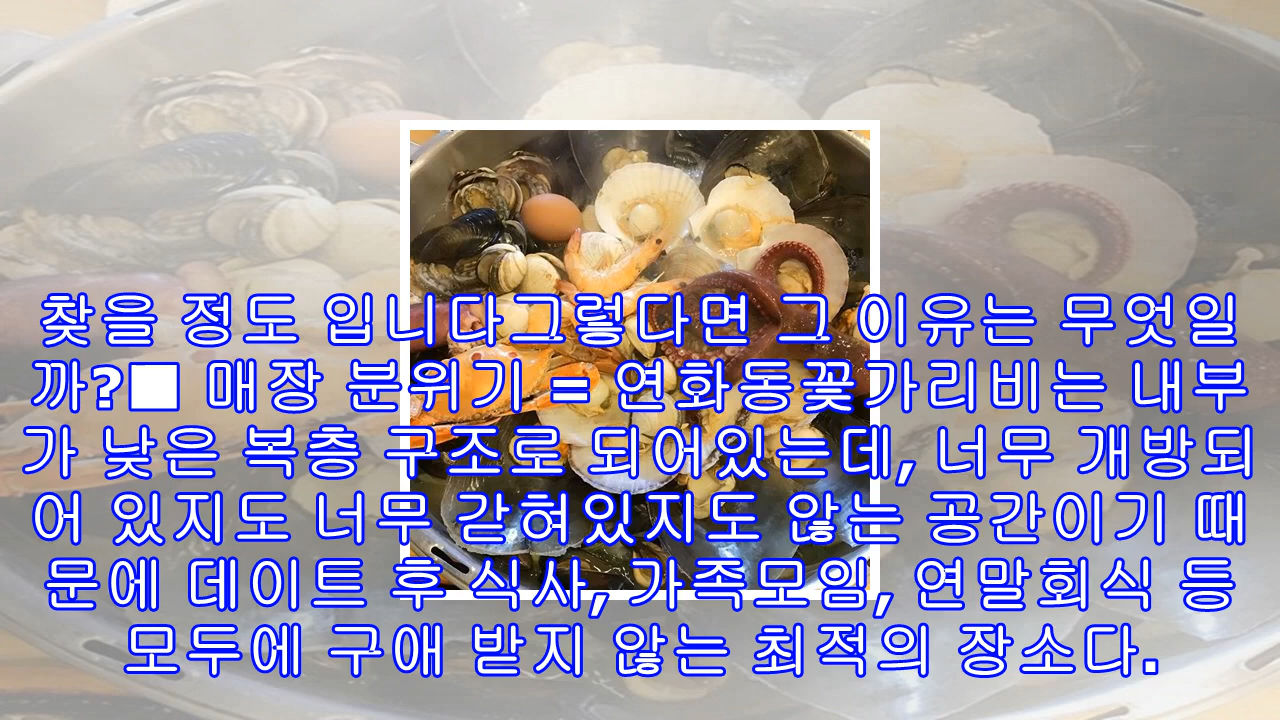 찾을 정도 입니다그렇다면 그 이유는 무엇일
까?■ 매장 분위기 = 연화동꽃가리비는 내부
가 낮은 복층 구조로 되어있는데, 너무 개방되
어 있지도 너무 갇혀있지도 않는 공간이기 때
문에 데이트 후 식사, 가족모임, 연말회식 등
모두에 구애 받지 않는 최적의 장소다.